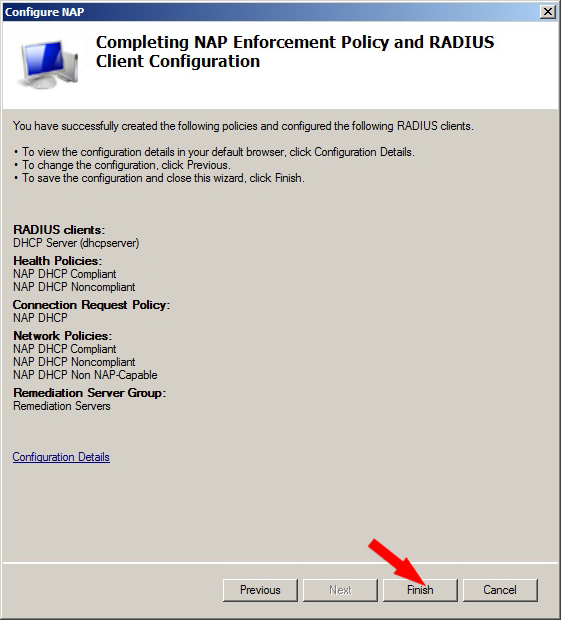 Configure NAP
Completing NAP Enforcement Policy and RADIUS
Client Configuration
You have successfully created the following policies and configured the following RADIUS clients.
• To view the configuration details in your default browser, click Configuration Details.
• To change the configuration, click Previous.
• To save the configuration and close this wizard, click Finish.
RADIUS clients:
DHCP Server (dhcpserver)
Health Policies:
NAP DHCP Compliant
NAP DHCP Noncompliant
Connection Request Policy:
NAP DHCP
Network Policies:
NAP DHCP Compliant
NAP DHCP Noncompliant
NAP DHCP Non NAP-Capable
Remediation Server Group:
Remediation Servers
Configuration Details
Previous Next Finish Cancel